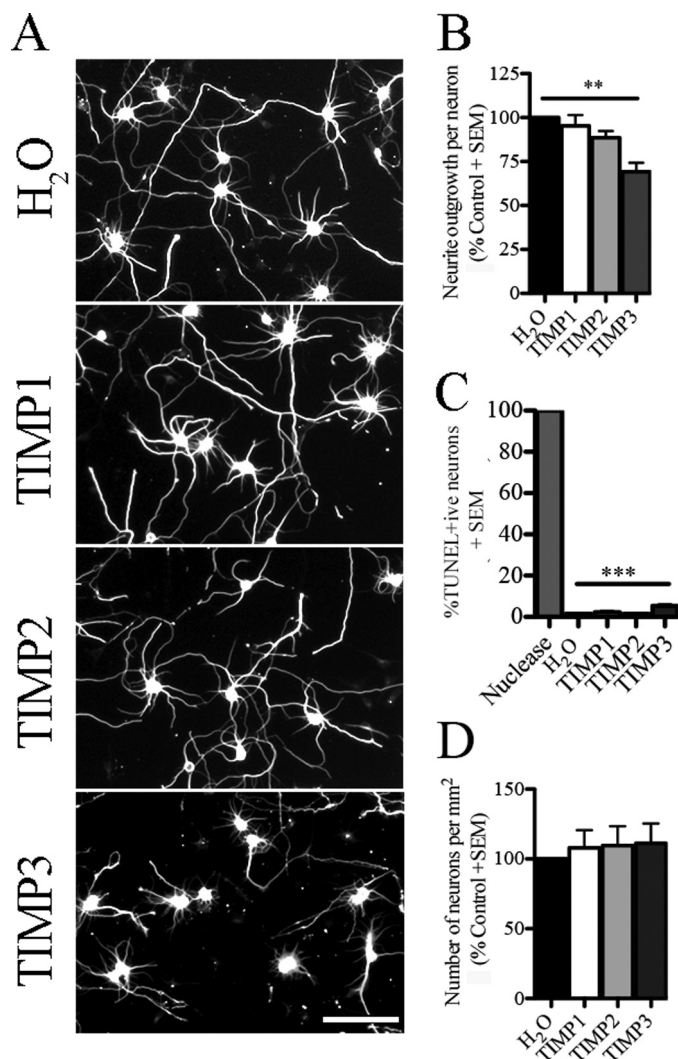 A
H2O
TIMP1
TIMP2
TIMP3
B
Neurite outgrowth per neuron
(% Control + SEM)
125
100
75
50
25
0
**
H2O
TIMP1
TIMP2
TIMP3
C
%TUNEL+ive neurons
+ SEM
100
80
60
40
20
0
***
Nuclease
H2O
TIMP1
TIMP2
TIMP3
D
Number of neurons per mm2
(% Control +SEM)
150
100
50
0
H2O
TIMP1
TIMP2
TIMP3